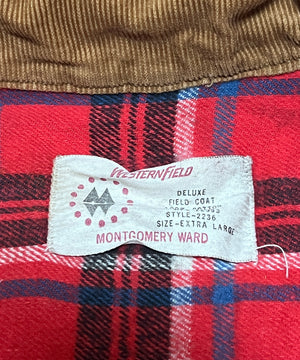 WESTERNFIELD
DELUXE
FIELD COAT
STYLE-2236
SIZE-EXTRA LARGE
MONTGOMERY WARD